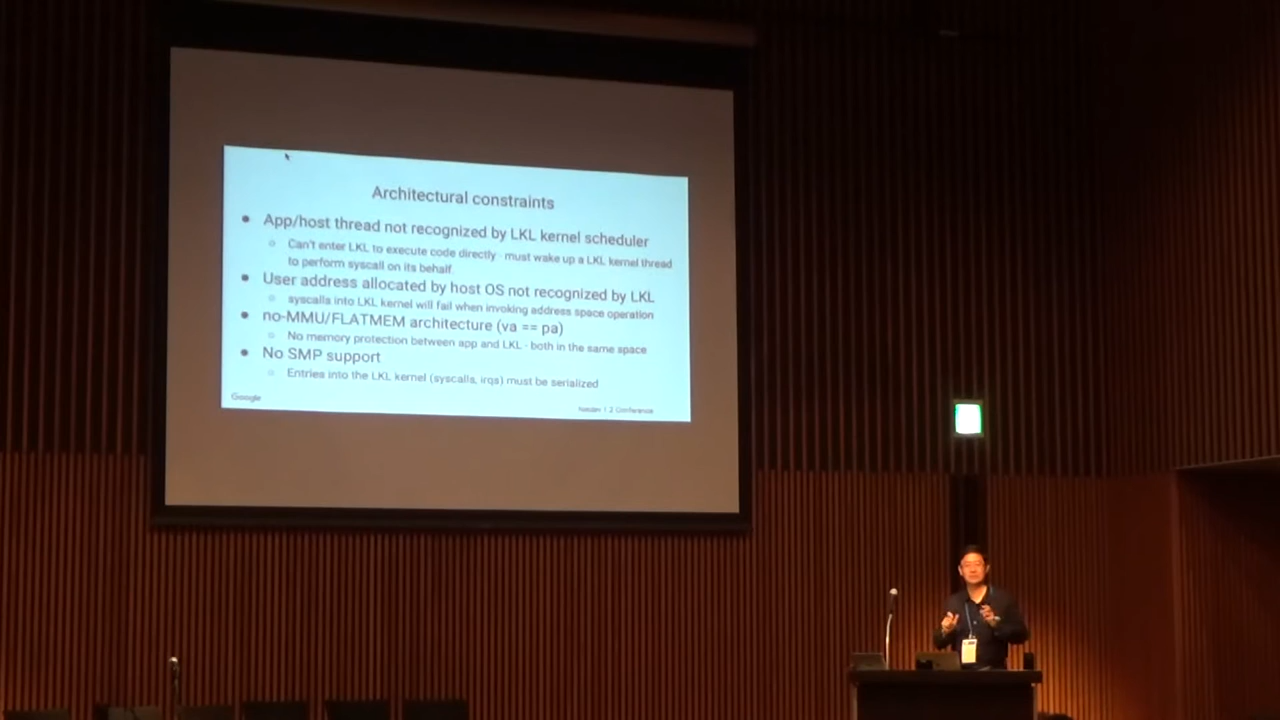 Architectural constraints
App/host thread not recognized by LKL kernel scheduler
Can't enter LKL to execute code directly - must wake up a LKL kernel thread
to perform syscall on its behalf
User address allocated by host OS not recognized by LKL
syscalls into LKL kernel will fail when invoking address space operation
no-MMU/FLATMEM architecture (va == pa)
No memory protection between app and LKL - both in the same space
No SMP support
Entries into the LKL kernel (syscalls, irqs) must be serialized
Google
1.2 Conference